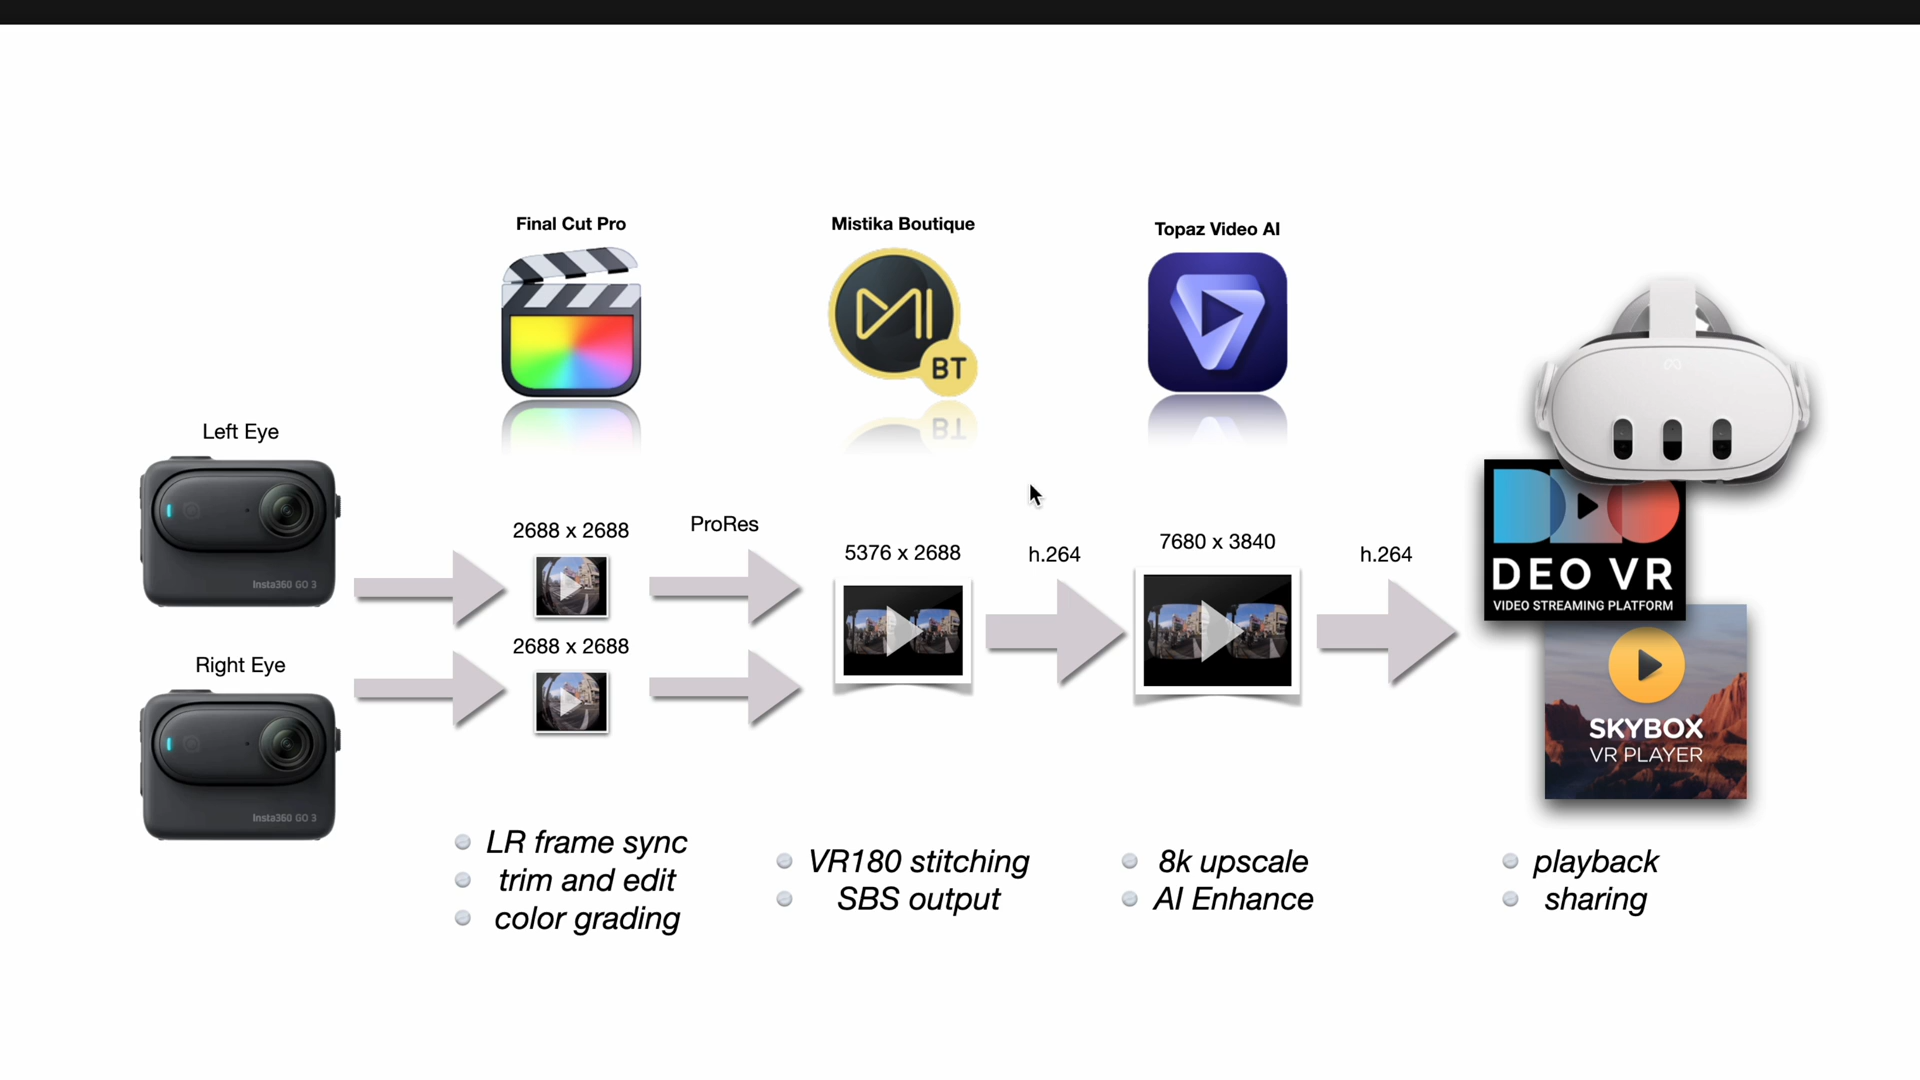 Final Cut Pro
Mistika Boutique
Topaz Video AI
BT
Left Eye
Insta360 GO 3
Right Eye
Insta360 GO 3
2688 x 2688
2688 x 2688
ProRes
5376 x 2688
h.264
7680 x 3840
h.264
DEO
DEO VR
VIDEO STREAMING PLATFORM
SKYBOX
VR PLAYER
LR frame sync
trim and edit
color grading
VR180 stitching
SBS output
8k upscale
AI Enhance
playback
sharing